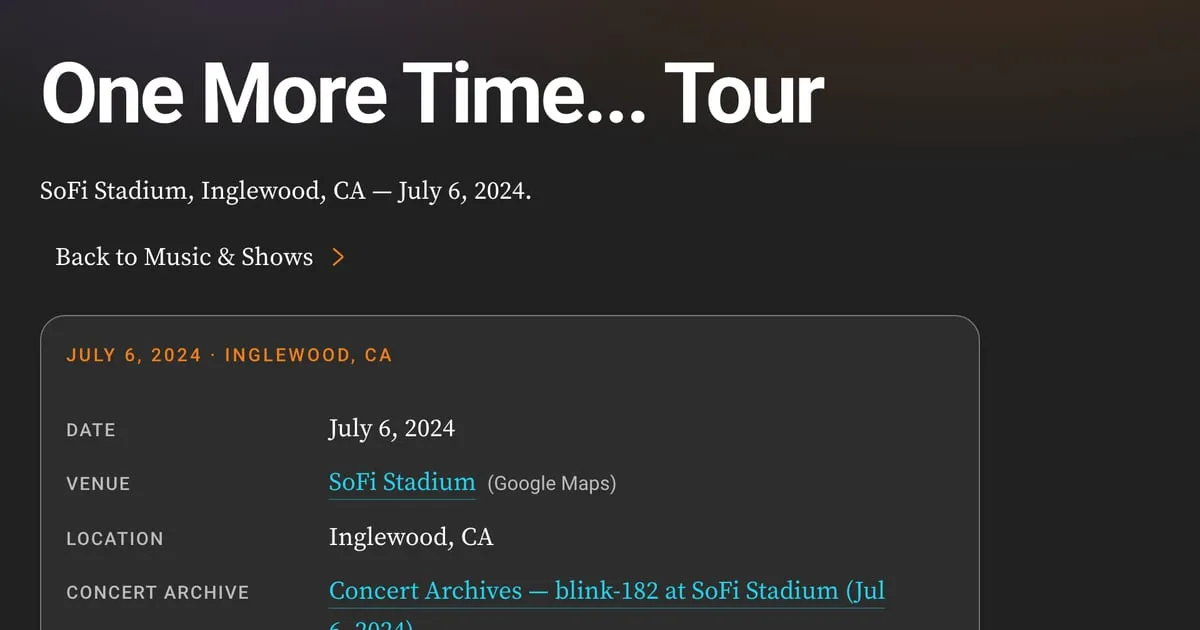 One More Time... Tour
SoFi Stadium, Inglewood, CA — July 6, 2024.
Back to Music & Shows
JULY 6, 2024 · INGLEWOOD, CA
DATE July 6, 2024
VENUE SoFi Stadium (Google Maps)
LOCATION Inglewood, CA
CONCERT ARCHIVE Concert Archives — blink-182 at SoFi Stadium (Jul
6, 2024)